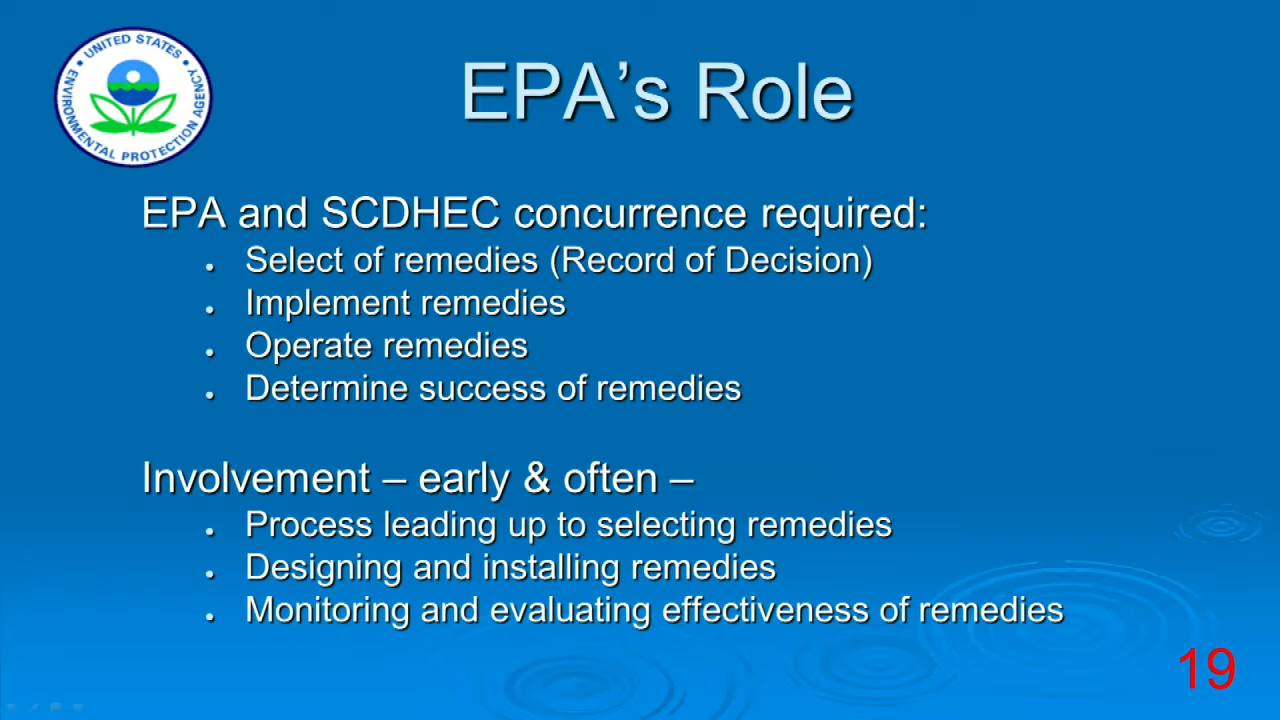 UNITED STATES
ENVIRONMENTAL PROTECTION AGENCY
EPA’s Role
EPA and SCDHEC concurrence required:
• Select of remedies (Record of Decision)
• Implement remedies
• Operate remedies
• Determine success of remedies
Involvement – early & often –
• Process leading up to selecting remedies
• Designing and installing remedies
• Monitoring and evaluating effectiveness of remedies
19